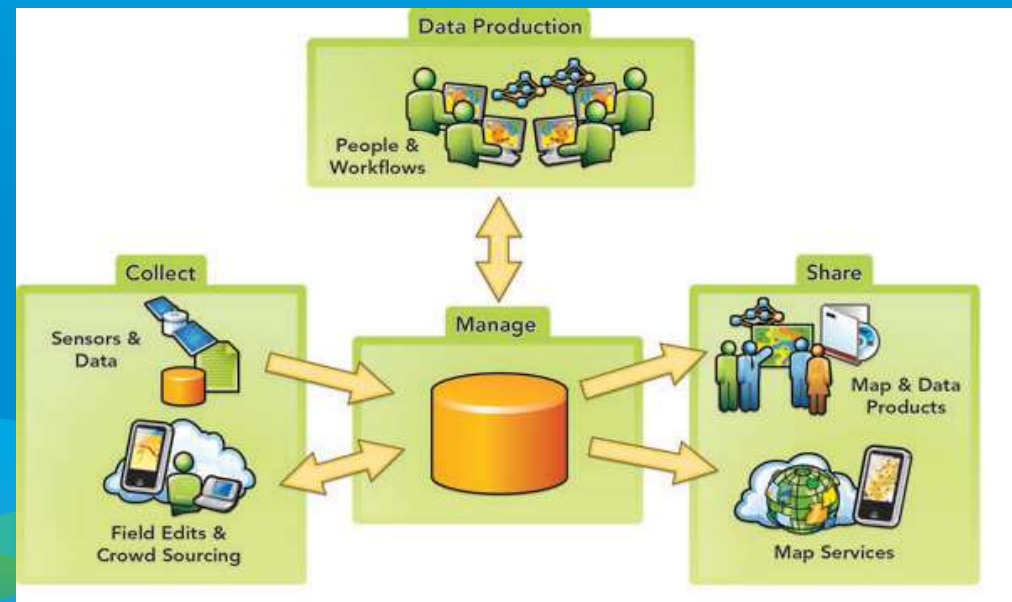 Data Production
People &
Workflows
Collect
Sensors &
Data
Field Edits &
Crowd Sourcing
Manage
Share
Map & Data
Products
Map Services